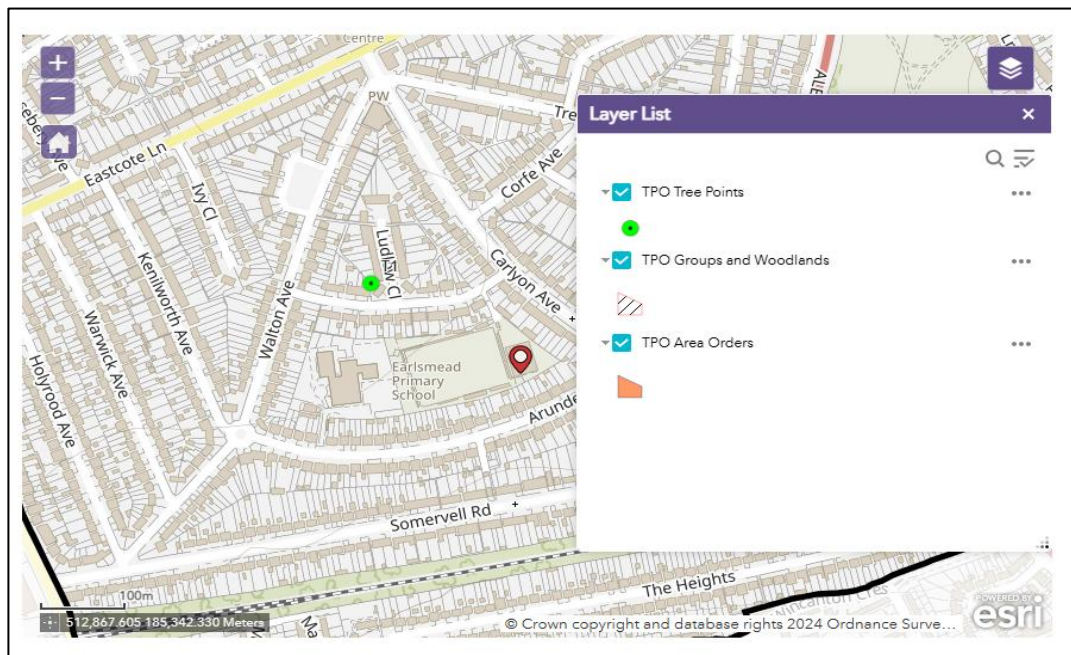 Centre
PW
Tre
ALE
Eastcote Ln
Ivy Cl
Corfe Ave
Ludlow Cl
Carlyon Ave
Kenilworth Ave
Walton Ave
Warwick Ave
Holyrood Ave
Earlsmead
Primary
School
Arunde
Somervell Rd
The Heights
Ma
100m
512,867.605 185,342.330 Meters
Layer List
TPO Tree Points
TPO Groups and Woodlands
TPO Area Orders
© Crown copyright and database rights 2024 Ordnance Surve...
POWERED BY
esri